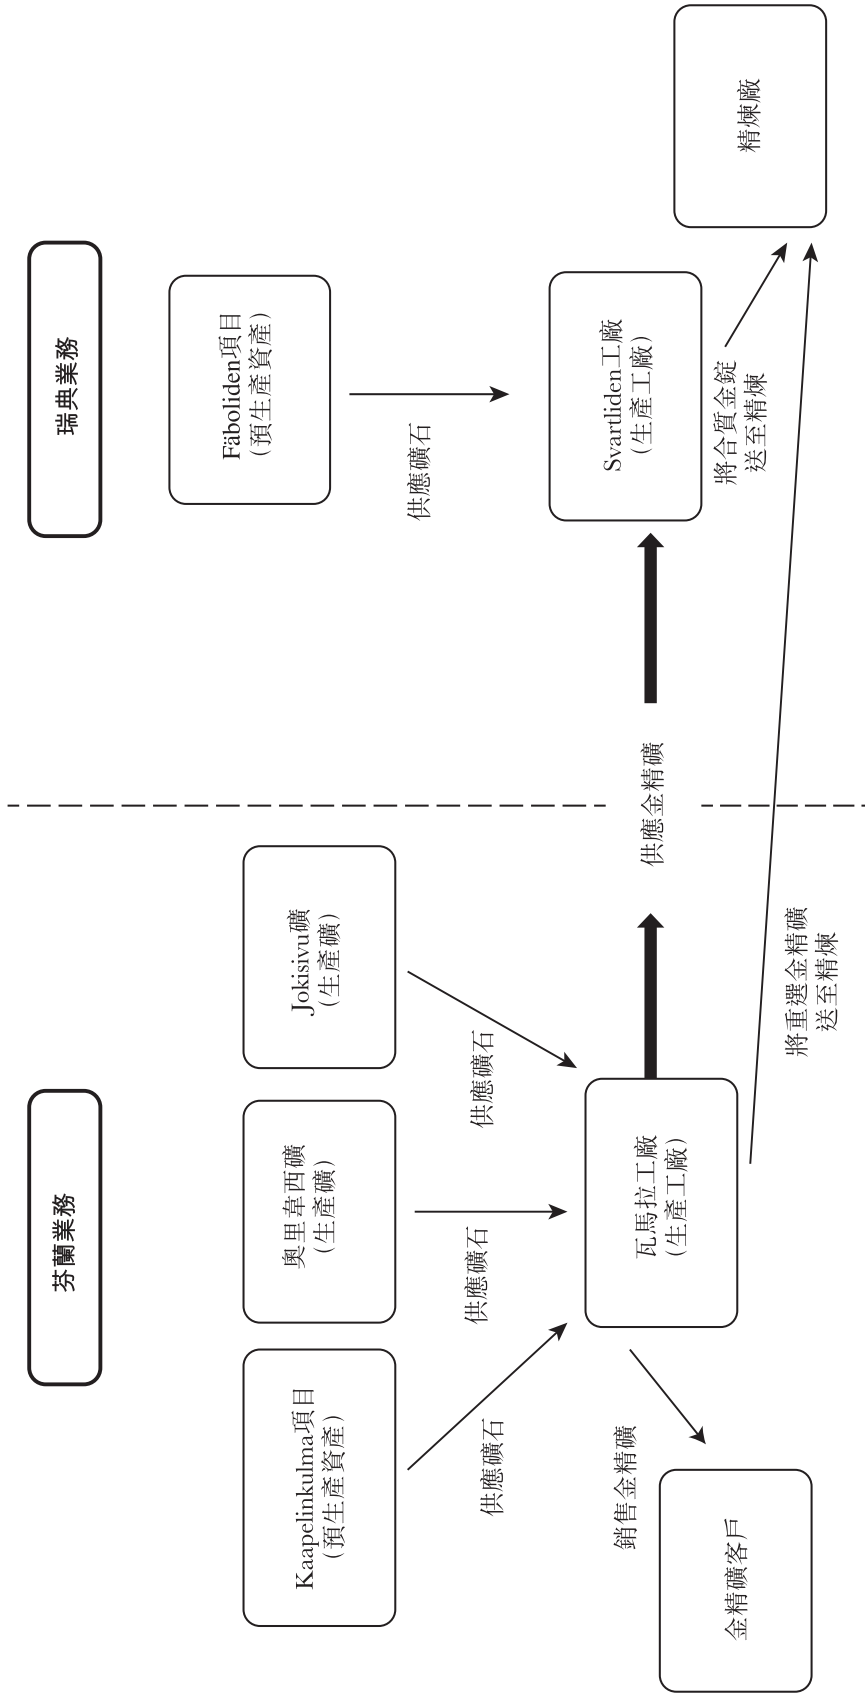 芬蘭業務
瑞典業務
Kaapelinkulma項目
(預生產資產)
奧里韋西礦
(生產礦)
Jokisivu礦
(生產礦)
Fäboliden項目
(預生產資產)
供應礦石
供應礦石
供應礦石
供應礦石
瓦馬拉工廠
(生產工廠)
供應金精礦
Svartliden工廠
(生產工廠)
銷售金精礦
將合質金錠
送至精煉
金精礦客戶
將重選金精礦
送至精煉
精煉廠